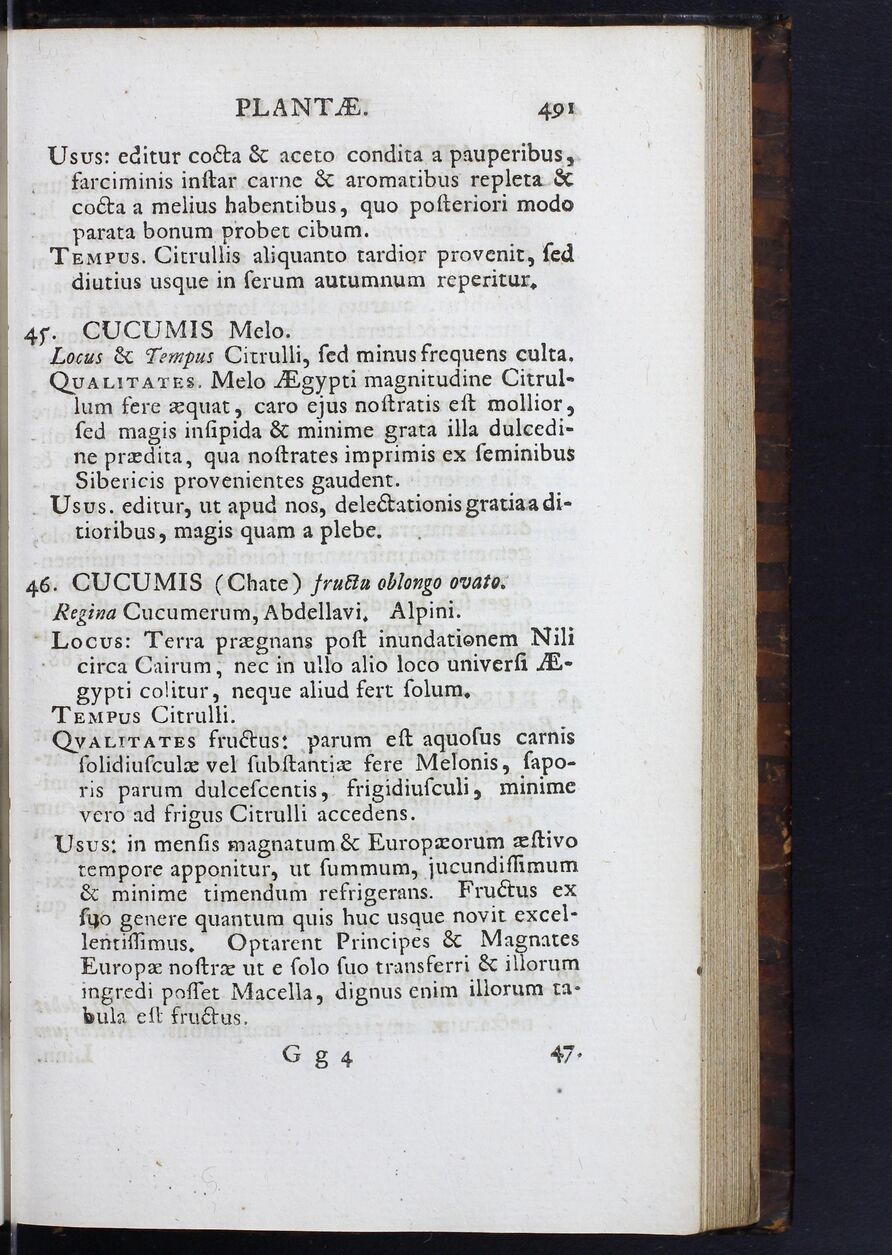 PLANTÆ. 491
Usus: editur cocta & aceto condita a pauperibus,
farciminis inſtar carne & aromatibus repleta &
cocta a melius habentibus, quo poſteriori modo
parata bonum probet cibum.
Tempus. Citrullis aliquanto tardior provenit, ſed
diutius usque in ſerum autumnum reperitur.
45. CUCUMIS Melo.
Locus & Tempus Citrulli, ſed minus frequens culta.
Qualitates. Melo Ægypti magnitudine Citrul-
lum fere æquat, caro ejus noſtratis eſt mollior,
ſed magis inſipida & minime grata illa dulcedi-
ne prædita, qua noſtrates imprimis ex ſeminibus
Sibericis provenientes gaudent.
Usus. editur, ut apud nos, delectationis gratia a di-
tioribus, magis quam a plebe.
46. CUCUMIS (Chate) fructu oblongo ovato.
Regina Cucumerum, Abdellavi. Alpini.
Locus: Terra prægnans poſt inundationem Nili
circa Cairum, nec in ullo alio loco univerſi Æ-
gypti colitur, neque aliud fert ſolum.
Tempus Citrulli.
Qvalitates fructus: parum eſt aquoſus carnis
ſolidiuſculæ vel ſubſtantiæ fere Melonis, ſapo-
ris parum dulceſcentis, frigidiuſculi, minime
vero ad frigus Citrulli accedens.
Usus: in menſis magnatum & Europæorum æſtivo
tempore apponitur, ut ſummum, jucundiſſimum
& minime timendum refrigerans. Fructus ex
ſuo genere quantum quis huc usque novit excel-
lentiſſimus. Optarent Principes & Magnates
Europæ noſtræ ut e ſolo ſuo transferri & illorum
ingredi poſſet Macella, dignus enim illorum ta-
bula eſt fructus.
G g 4 47.